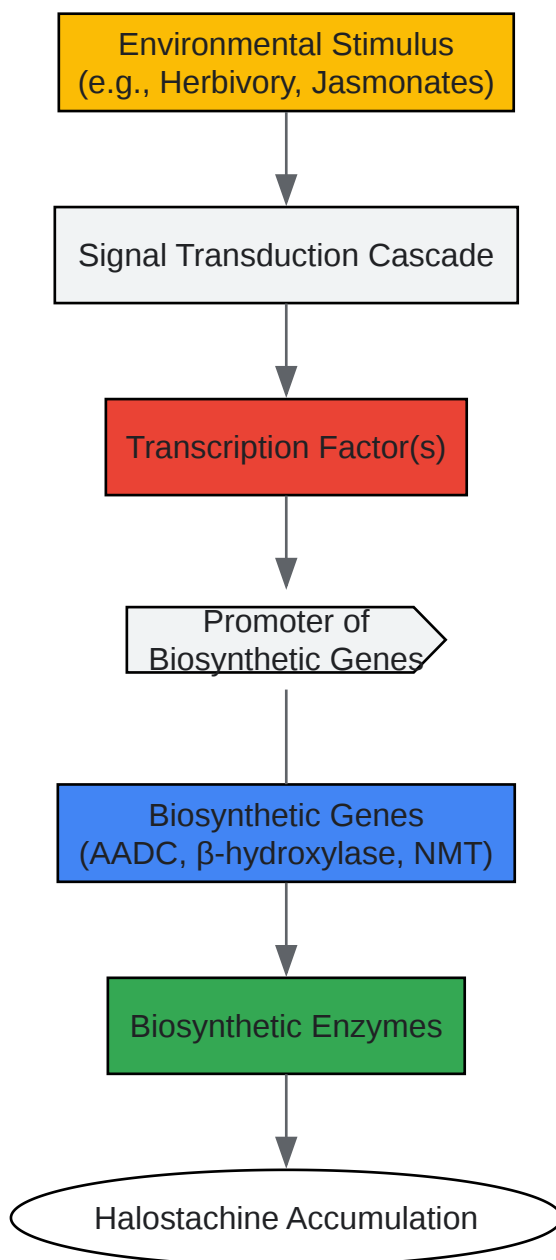 Environmental Stimulus
(e.g., Herbivory, Jasmonates)
Signal Transduction Cascade
Transcription Factor(s)
Promoter of
Biosynthetic Genes
Biosynthetic Genes
(AADC, β-hydroxylase, NMT)
Biosynthetic Enzymes
Halostachine Accumulation